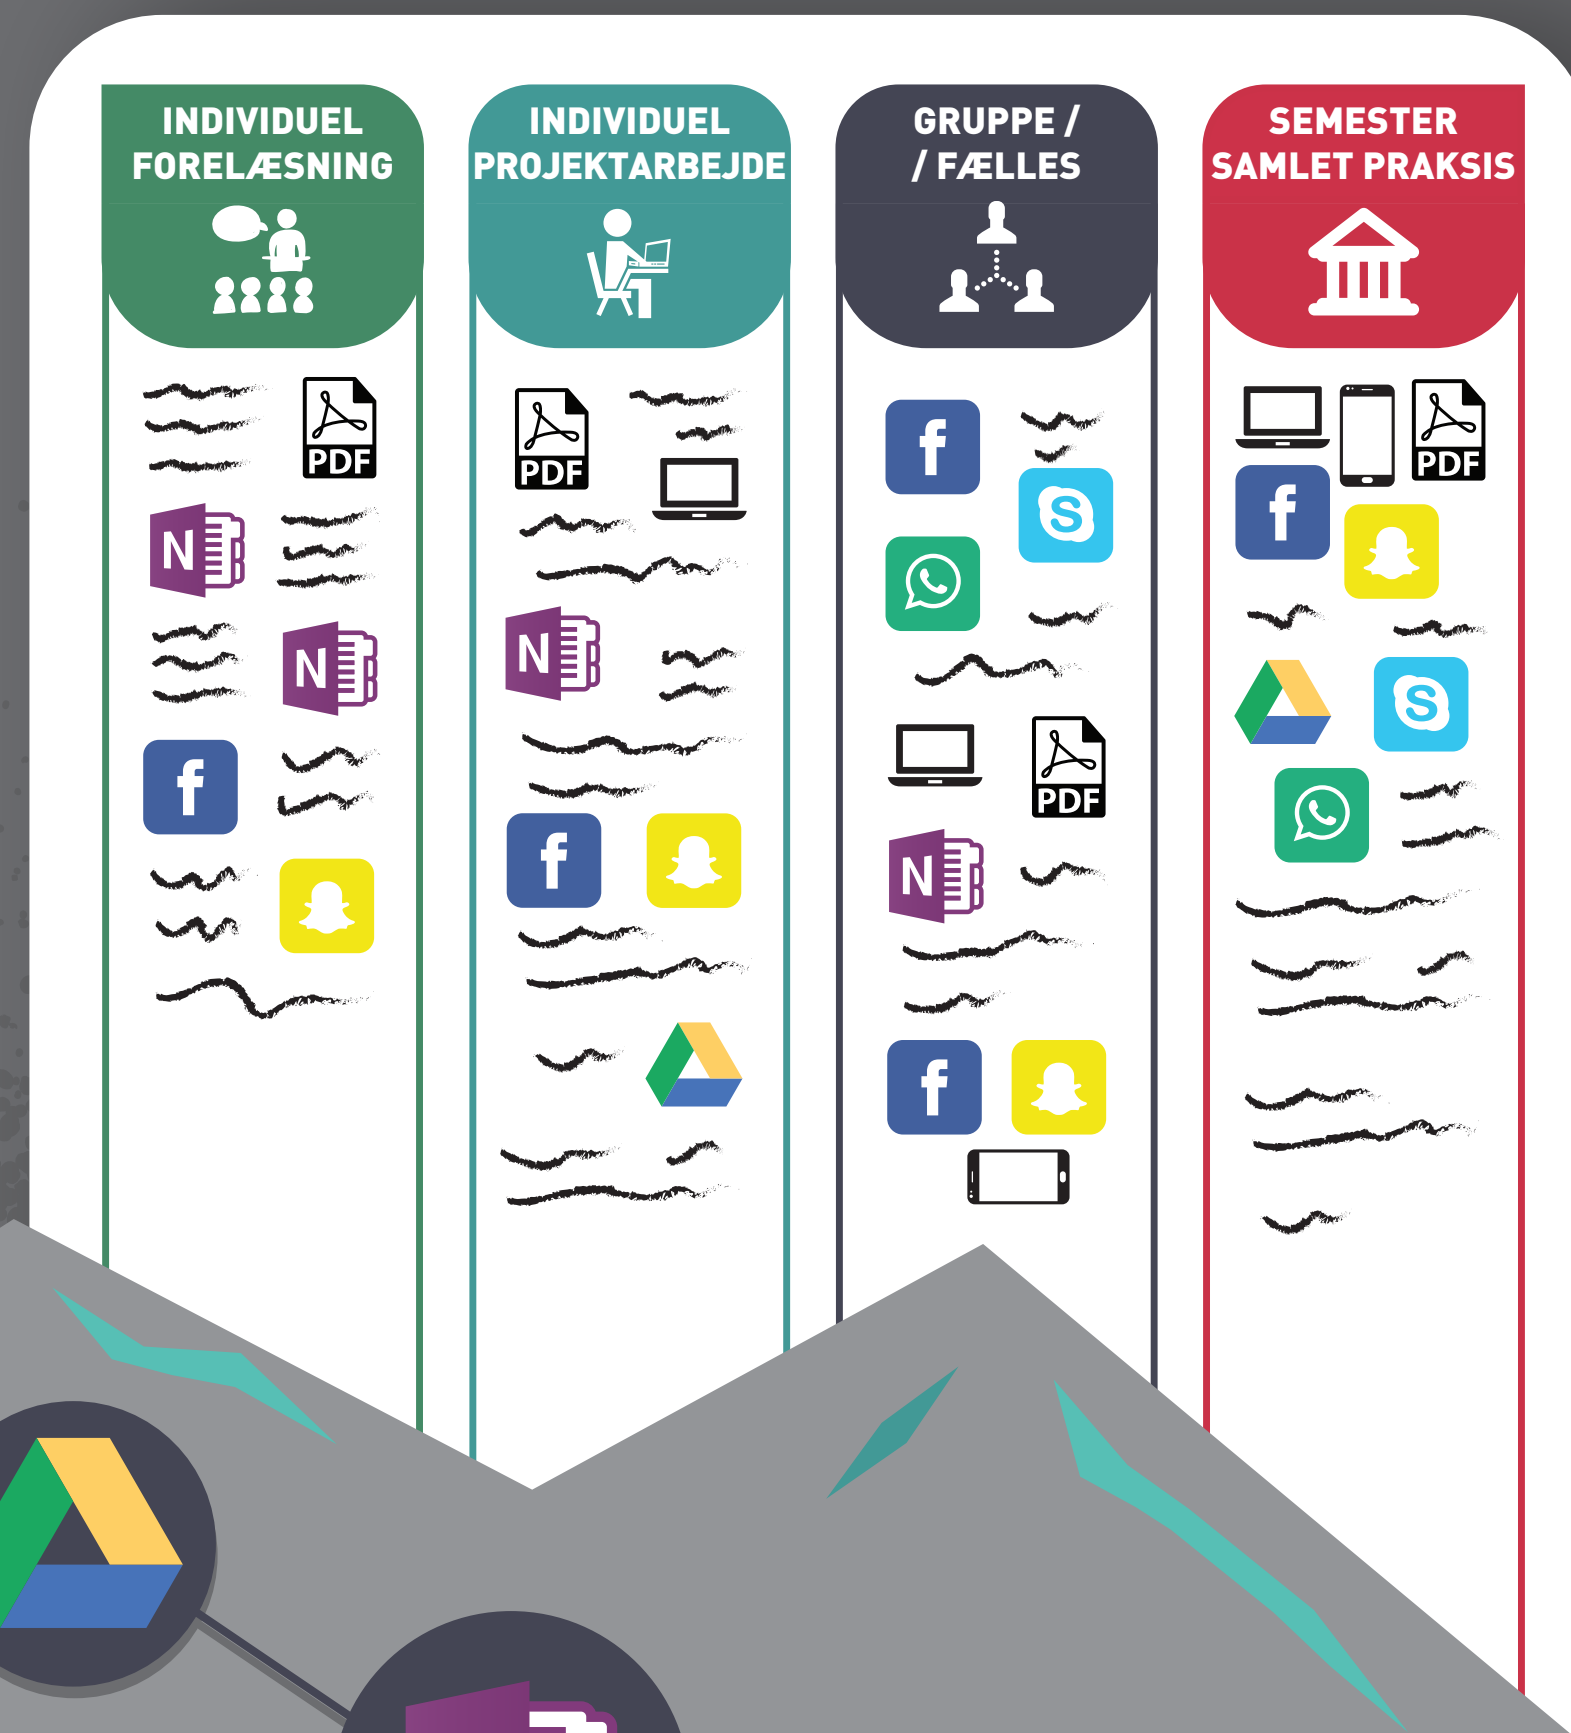 INDIVIDUEL
FORELÆSNING
INDIVIDUEL
PROJEKTARBEJDE
GRUPPE /
/ FÆLLES
SEMESTER
SAMLET PRAKSIS
PDF
N
N
f
PDF
N
f
f
S
PDF
N
f
PDF
f
S